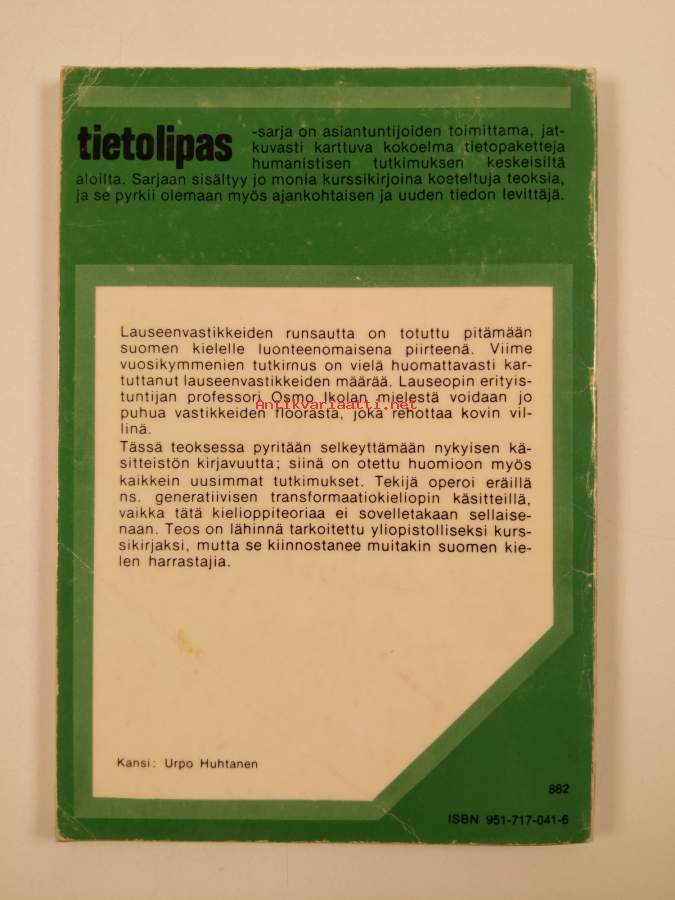 tietolipas -sarja on asiantuntijoiden toimittama, jat-
kuvasti karttuva kokoelma tietopaketteja
humanistisen tutkimuksen keskeisiltä
aloilta. Sarjaan sisältyy jo monia kurssikirjoina koeteltuja teoksia,
ja se pyrkii olemaan myös ajankohtaisen ja uuden tiedon levittäjä.
Lauseenvastikkeiden runsautta on totuttu pitämään
suomen kielelle luonteenomaisena piirteenä. Viime
vuosikymmenien tutkimus on vielä huomattavasti kar-
tuttanut lauseenvastikkeiden määrää. Lauseopin erityis-
tuntijan professori Osmo Ikolan mielestä voidaan jo
Antikvariaatti.net
puhua vastikkeiden floorasta, joka rehottaa kovin vil-
linä.
Tässä teoksessa pyritään selkeyttämään nykyisen kä-
sitteistön kirjavuutta; siinä on otettu huomioon myös
kaikkein uusimmat tutkimukset. Tekijä operoi eräillä
ns. generatiivisen transformaatiokieliopin käsitteillä,
vaikka tätä kielioppiteoriaa ei sovelletakaan sellaise-
naan. Teos on lähinnä tarkoitettu yliopistolliseksi kurs-
sikirjaksi, mutta se kiinnostanee muitakin suomen kie-
len harrastajia.
Kansi: Urpo Huhtanen
882
ISBN 951-717-041-6